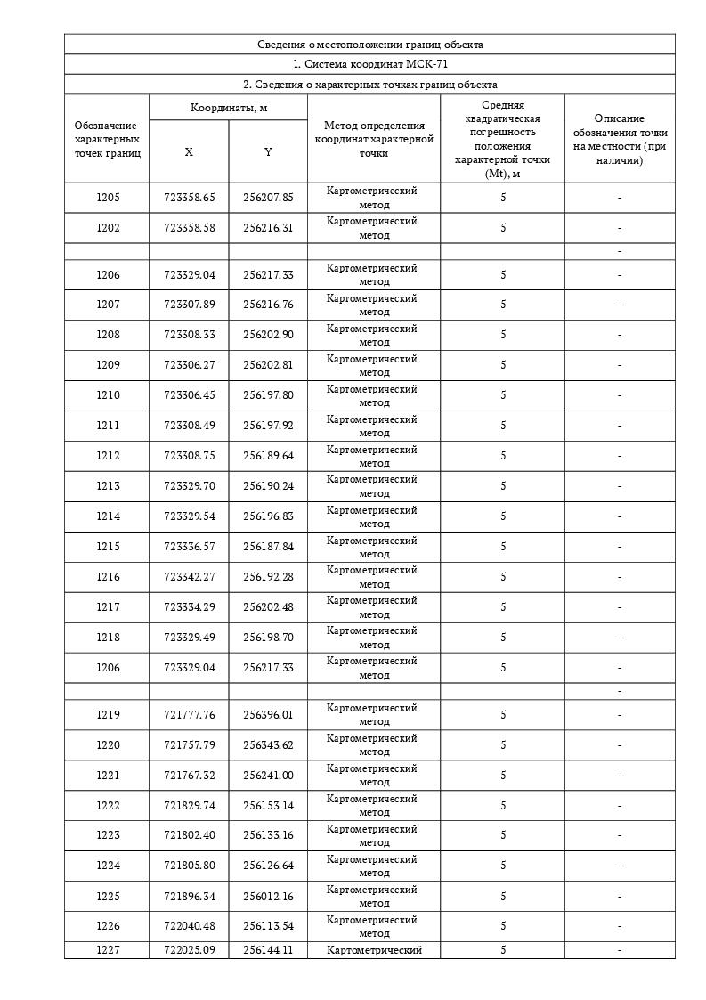 Сведения о местоположении границ объекта
1. Система координат МСК-71
2. Сведения о характерных точках границ объекта
Обозначение
характерных
точек границ
Координаты, м
X
Y
Метод определения
координат характерной
точки
Средняя
квадратическая
погрешность
положения
характерной точки
(Mt), м
Описание
обозначения точки
на местности (при
наличии)
1205 723358.65 256207.85 Картометрический
метод 5 -
1202 723358.58 256216.31 Картометрический
метод 5 -
-
1206 723329.04 256217.33 Картометрический
метод 5 -
1207 723307.89 256216.76 Картометрический
метод 5 -
1208 723308.33 256202.90 Картометрический
метод 5 -
1209 723306.27 256202.81 Картометрический
метод 5 -
1210 723306.45 256197.80 Картометрический
метод 5 -
1211 723308.49 256197.92 Картометрический
метод 5 -
1212 723308.75 256189.64 Картометрический
метод 5 -
1213 723329.70 256190.24 Картометрический
метод 5 -
1214 723329.54 256196.83 Картометрический
метод 5 -
1215 723336.57 256187.84 Картометрический
метод 5 -
1216 723342.27 256192.28 Картометрический
метод 5 -
1217 723334.29 256202.48 Картометрический
метод 5 -
1218 723329.49 256198.70 Картометрический
метод 5 -
1206 723329.04 256217.33 Картометрический
метод 5 -
-
1219 721777.76 256396.01 Картометрический
метод 5 -
1220 721757.79 256343.62 Картометрический
метод 5 -
1221 721767.32 256241.00 Картометрический
метод 5 -
1222 721829.74 256153.14 Картометрический
метод 5 -
1223 721802.40 256133.16 Картометрический
метод 5 -
1224 721805.80 256126.64 Картометрический
метод 5 -
1225 721896.34 256012.16 Картометрический
метод 5 -
1226 722040.48 256113.54 Картометрический
метод 5 -
1227 722025.09 256144.11 Картометрический 5 -